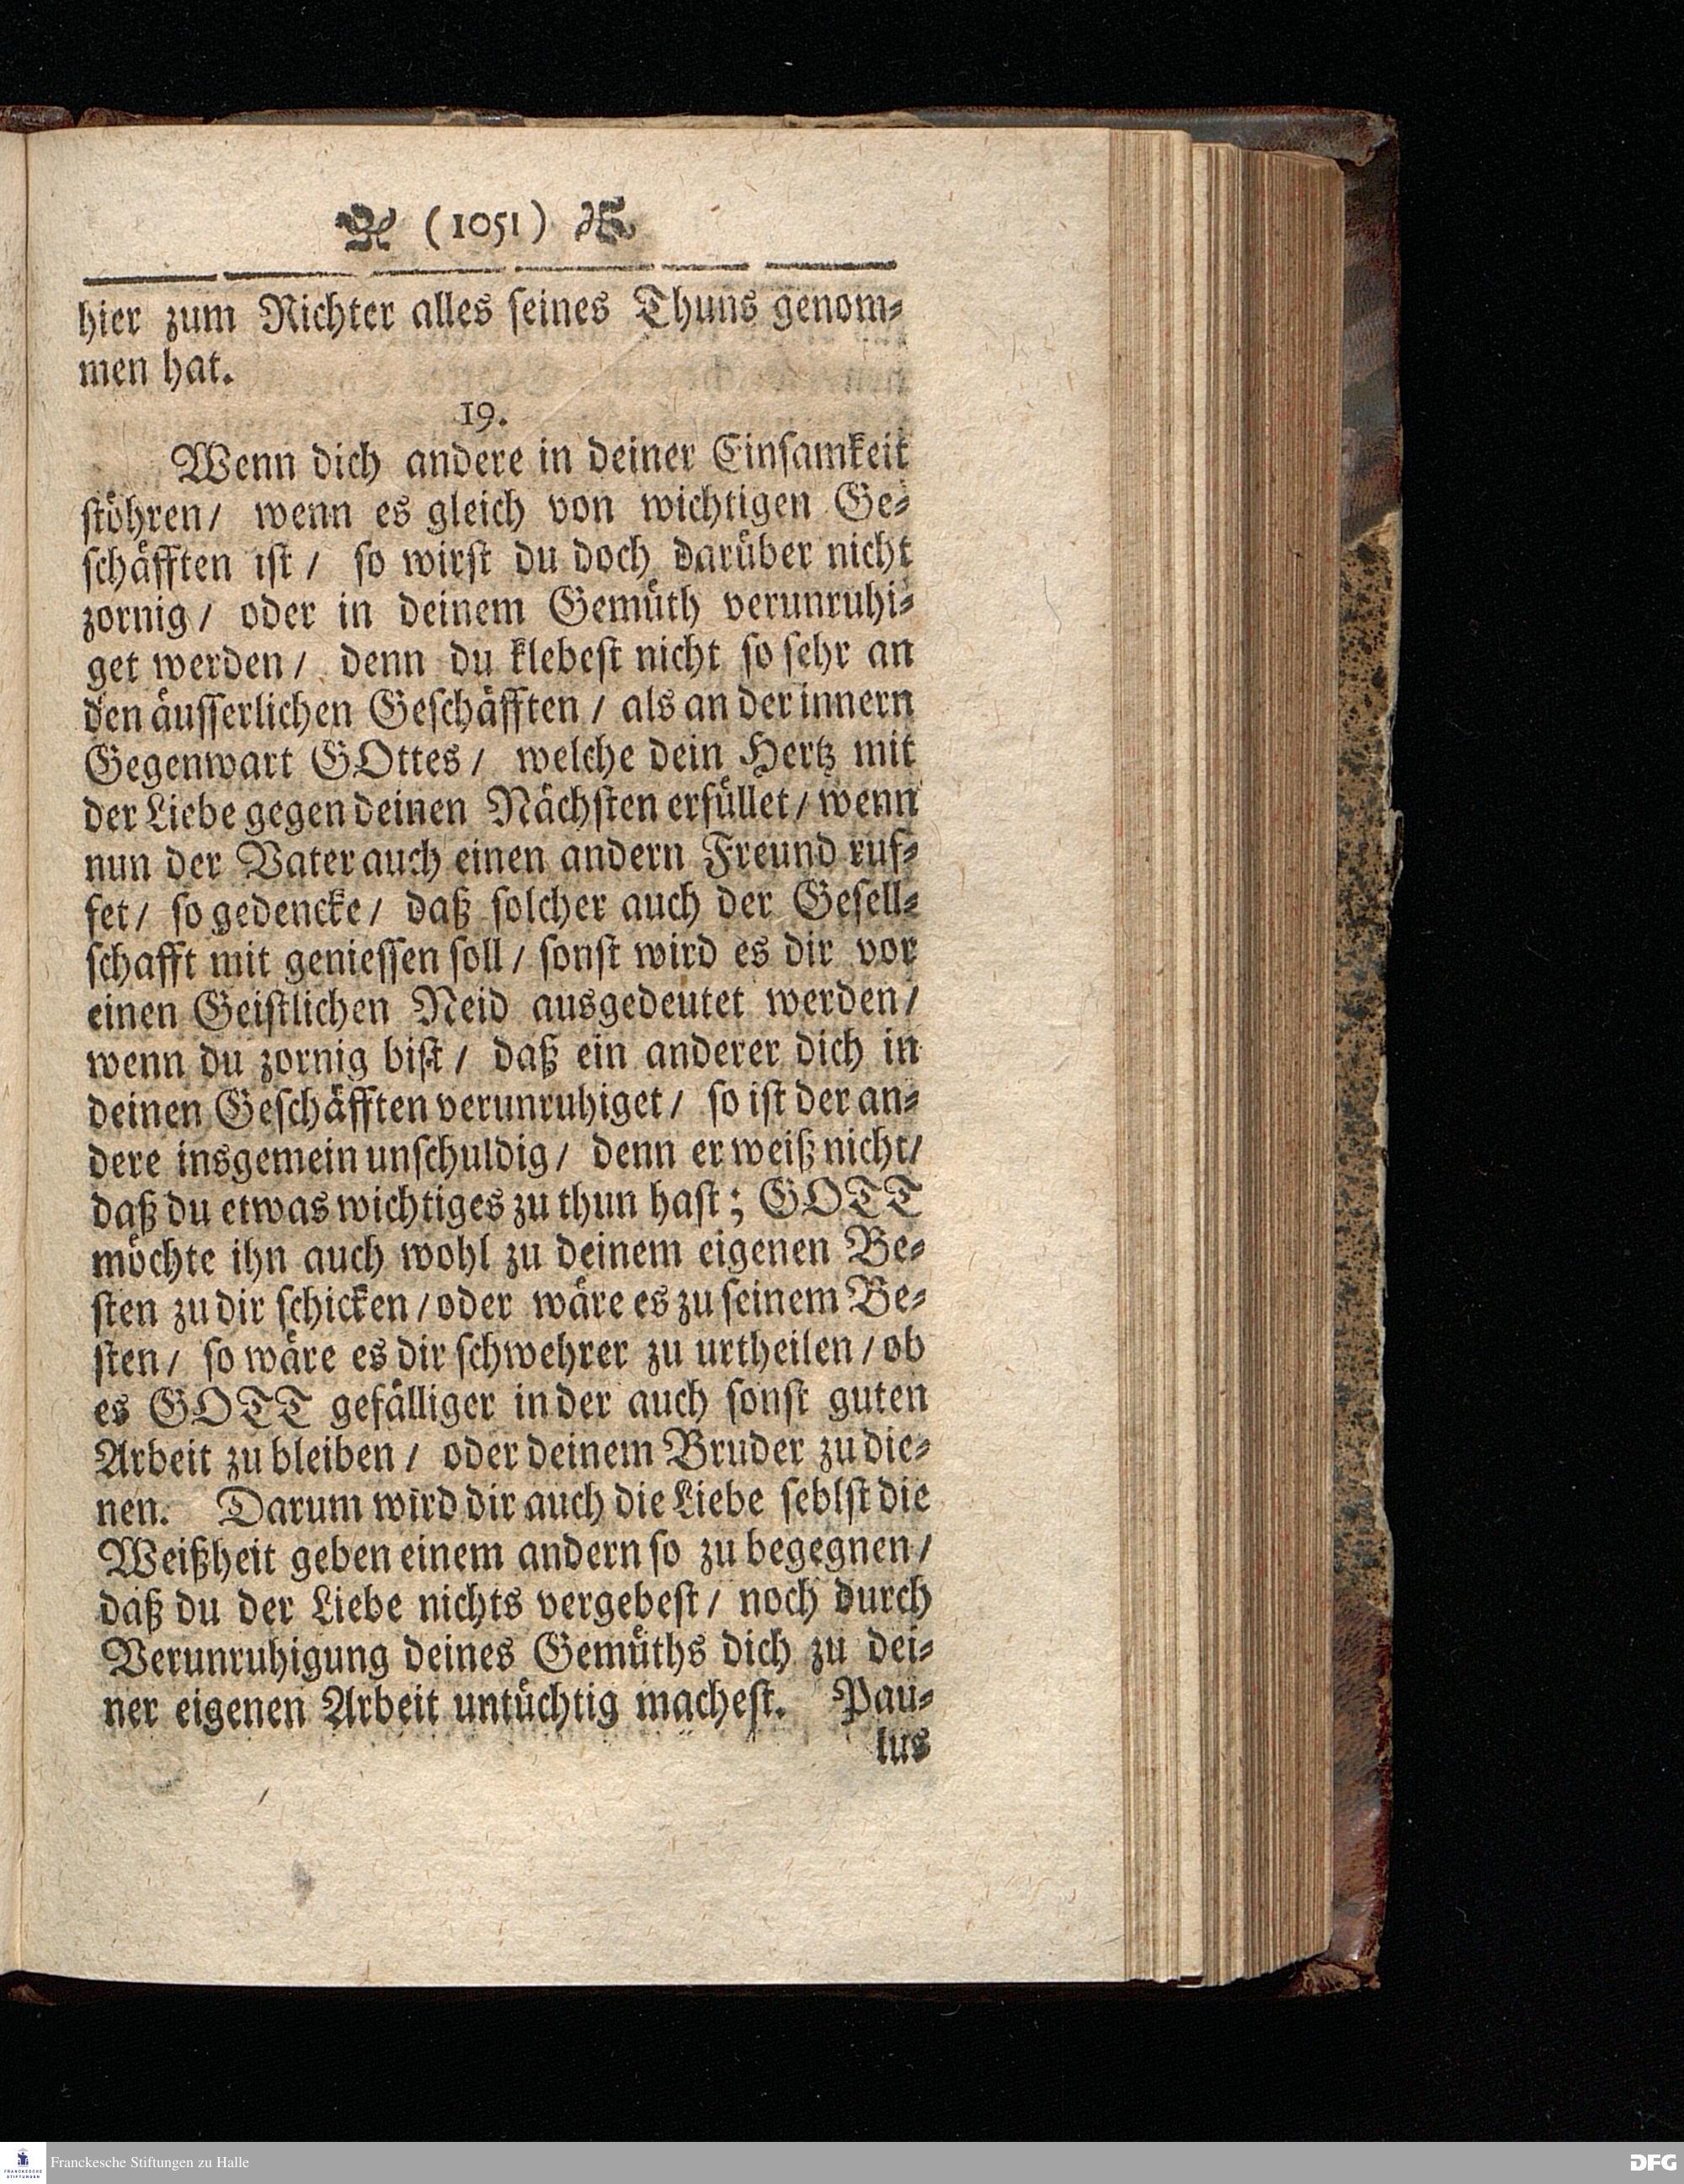 (1051)
hier zum Richter alles seines Thuns genom-
men hat.
19.
Wenn dich andere in deiner Einsamkeit
stöhren/ wenn es gleich von wichtigen Ge-
schäfften ist/ so wirst du doch darüber nicht
zornig/ oder in deinem Gemüth verunruhi-
get werden/ denn du klebest nicht so sehr an
den äusserlichen Geschäfften/ als an der innern
Gegenwart GOttes/ welche dein Hertz mit
der Liebe gegen deinen Nächsten erfüllet/ wenn
nun der Vater auch einen andern Freund ruf-
fet/ so gedencke/ daß solcher auch der Gesell-
schafft mit geniessen soll/ sonst wird es dir vor
einen Geistlichen Neid ausgedeutet werden/
wenn du zornig bist/ daß ein anderer dich in
deinen Geschäfften verunruhiget/ so ist der an-
dere insgemein unschuldig/ denn er weiß nicht/
daß du etwas wichtiges zu thun hast; GOTT
möchte ihn auch wohl zu deinem eigenen Be-
sten zu dir schicken/ oder wäre es zu seinem Be-
sten/ so wäre es dir schwehrer zu urtheilen/ ob
es GOTT gefälliger in der auch sonst guten
Arbeit zu bleiben/ oder deinem Bruder zu die-
nen. Darum wird dir auch die Liebe seblst die
Weißheit geben einem andern so zu begegnen/
daß du der Liebe nichts vergebest/ noch durch
Verunruhigung deines Gemüths dich zu dei-
ner eigenen Arbeit untüchtig machest. Pau-
lus
FRANCKESCHE STIFTUNGEN
Franckesche Stiftungen zu Halle
DFG